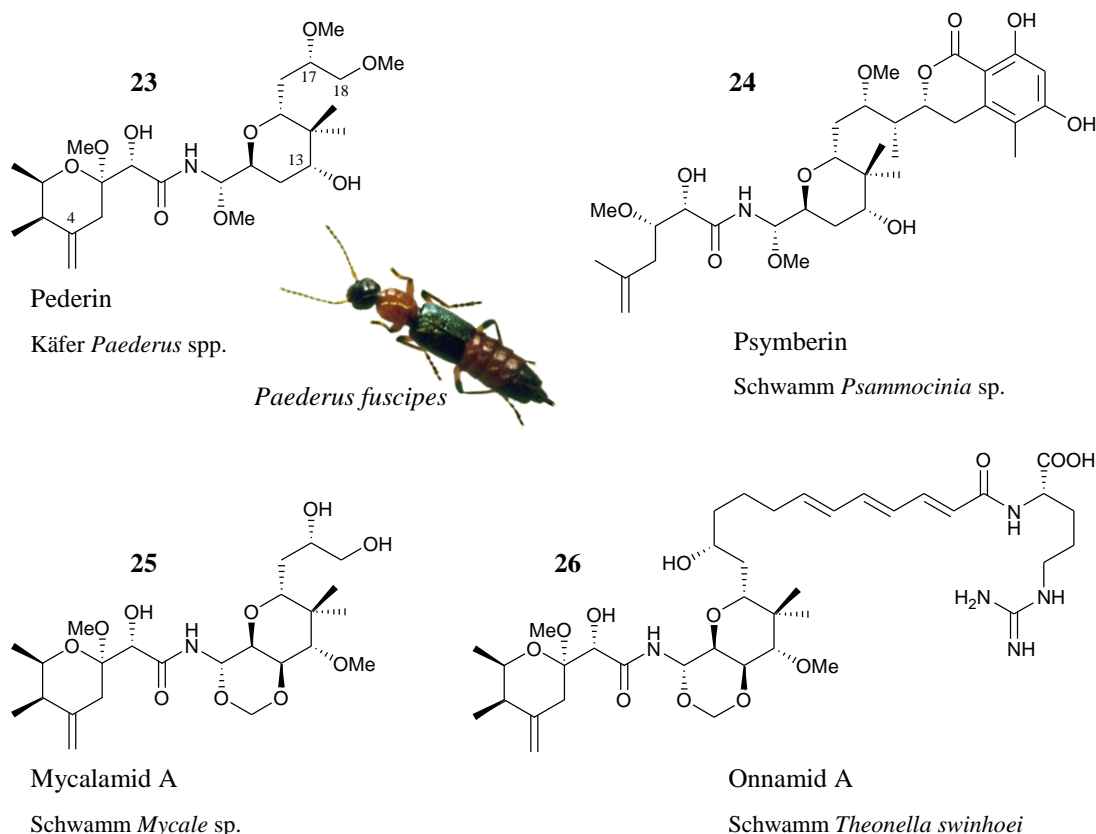 23
OMe
17
OMe
18
OH
MeO
O
H
N
O
OMe
O
13
OH
4
Pederin
Käfer Paederus spp.
Paederus fuscipes
24
O
OH
O
OMe
OH
O
OH
OH
MeO
H
N
O
OMe
Psymberin
Schwamm Psammocinia sp.
25
OH
OH
OH
MeO
O
H
N
O
O
O
O
OMe
Mycalamid A
Schwamm Mycale sp.
26
O
COOH
N
H
HO
H2N
NH
NH
OH
MeO
O
H
N
O
O
O
O
OMe
Onnamid A
Schwamm Theonella swinhoei